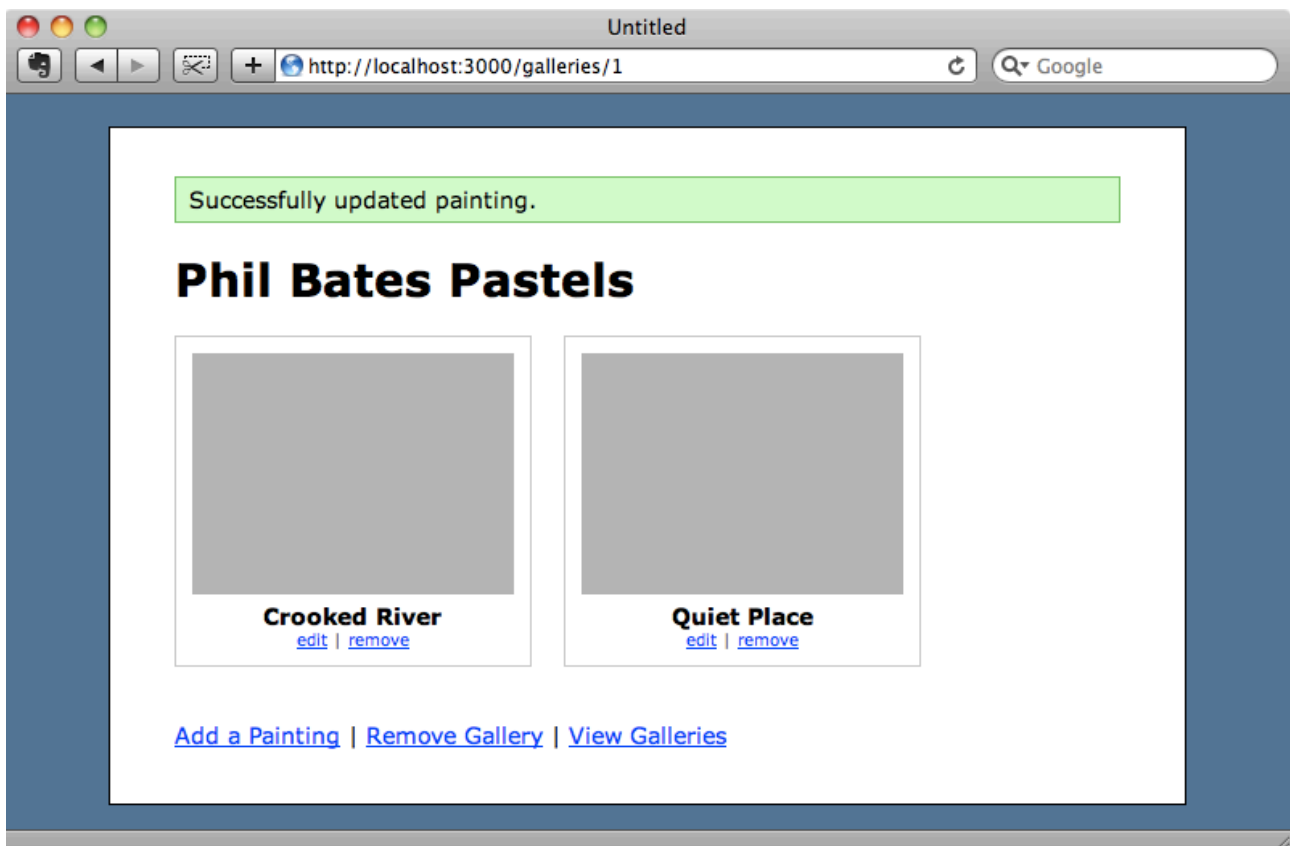 Untitled
http://localhost:3000/galleries/1 Google
Successfully updated painting.
Phil Bates Pastels
Crooked River Quiet Place
edit | remove edit | remove
Add a Painting | Remove Gallery | View Galleries